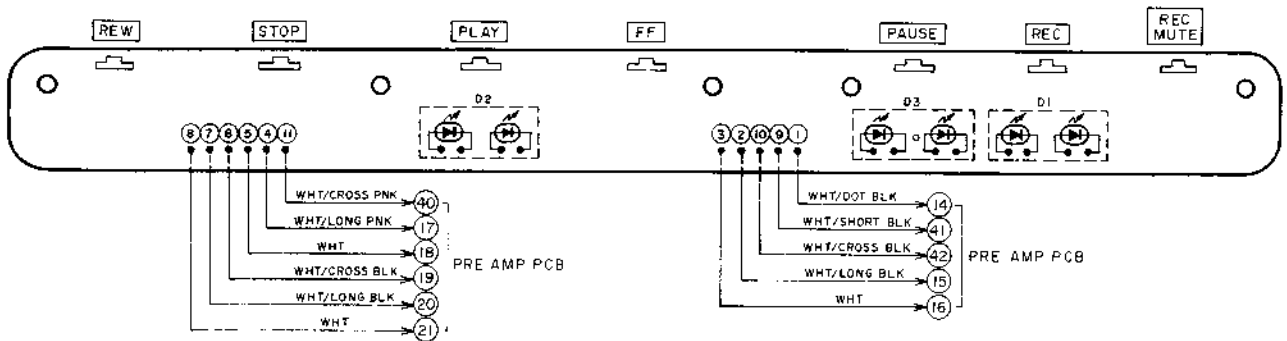 REW
STOP
PLAY
FF
PAUSE
REC
REC
MUTE
D2
D3
D1
8 7 6 5 4 11
3 2 10 9 1
WHT/CROSS PNK 40
WHT/LONG PNK 17
WHT 18
WHT/CROSS BLK 19
WHT/LONG BLK 20
WHT 21
PRE AMP PCB
WHT/DOT BLK 14
WHT/SHORT BLK 41
WHT/CROSS BLK 42
WHT/LONG BLK 15
WHT 16
PRE AMP PCB